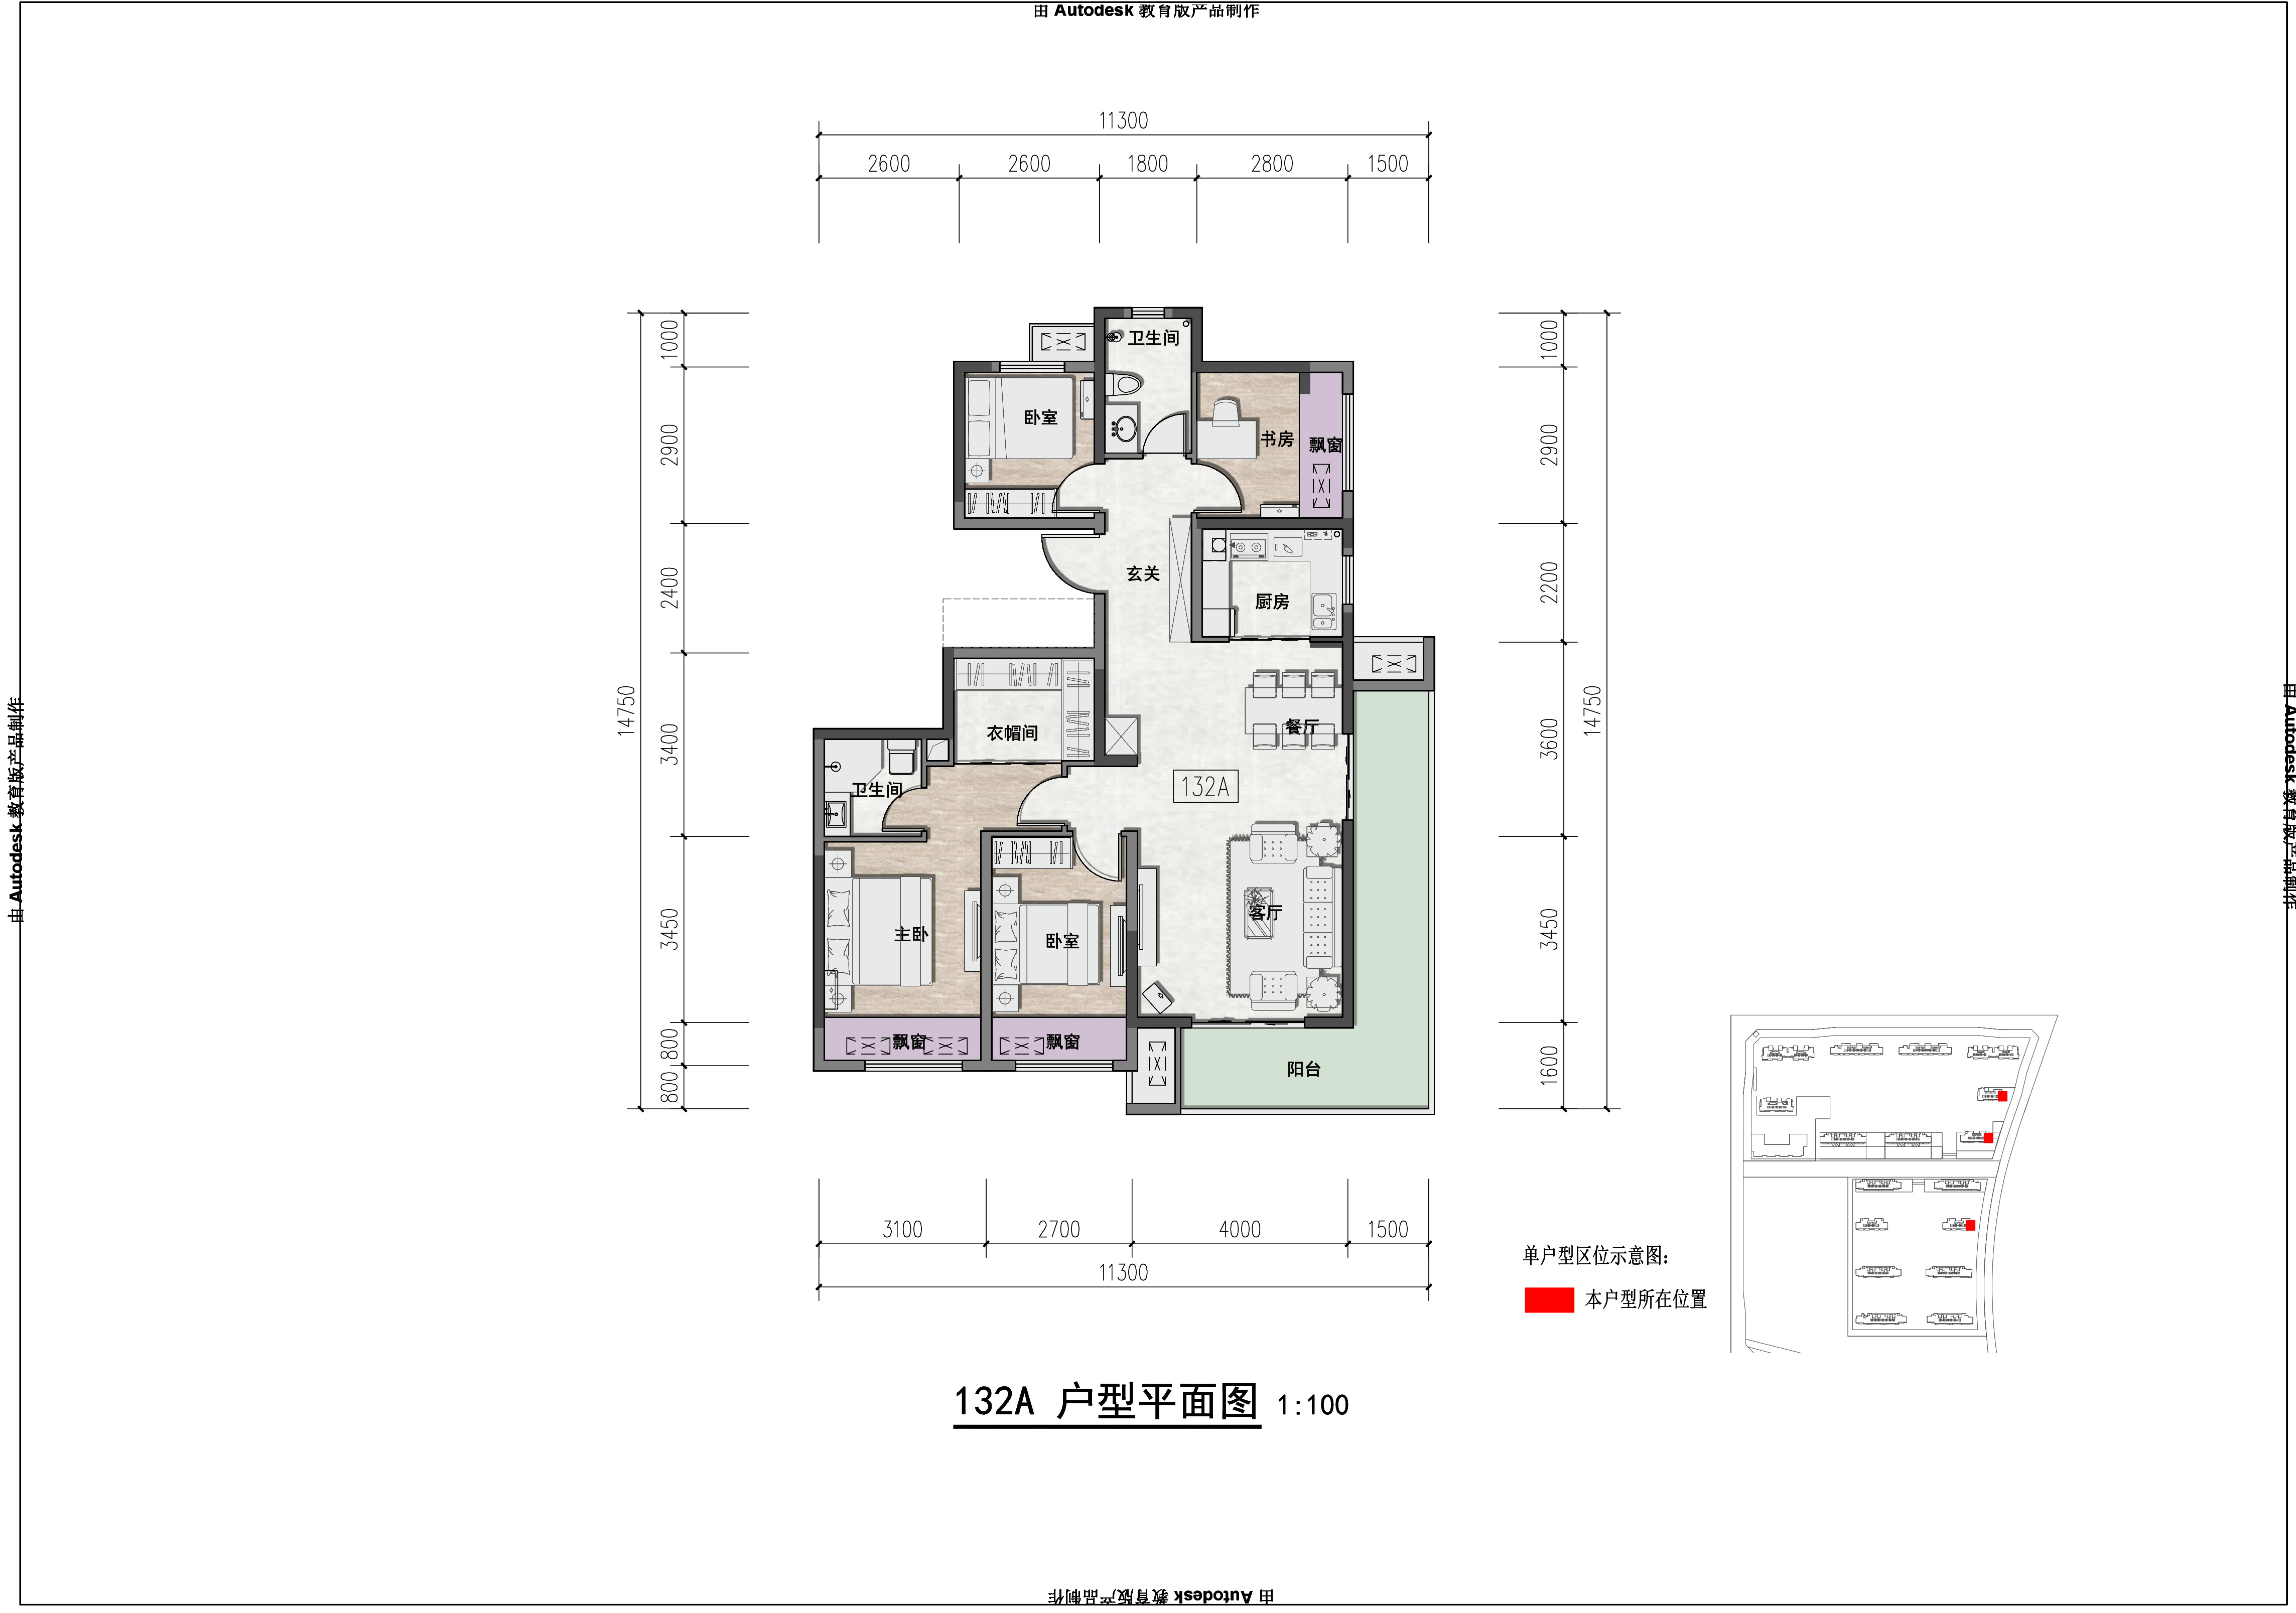 由 Autodesk 教育版产品制作
11300
2600 2600 1800 2800 1500
14750
1000
2900
2400
3400
3450
800
800
1000
2900
2200
3600
3450
1600
14750
卫生间
卧室
书房
飘窗
玄关
厨房
衣帽间
餐厅
132A
卫生间
主卧
卧室
客厅
飘窗
飘窗
阳台
3100 2700 4000 1500
11300
单户型区位示意图:
本户型所在位置
132A 户型平面图 1:100
由 Autodesk 教育版产品制作
由 Autodesk 教育版产品制作
由 Autodesk 教育版产品制作